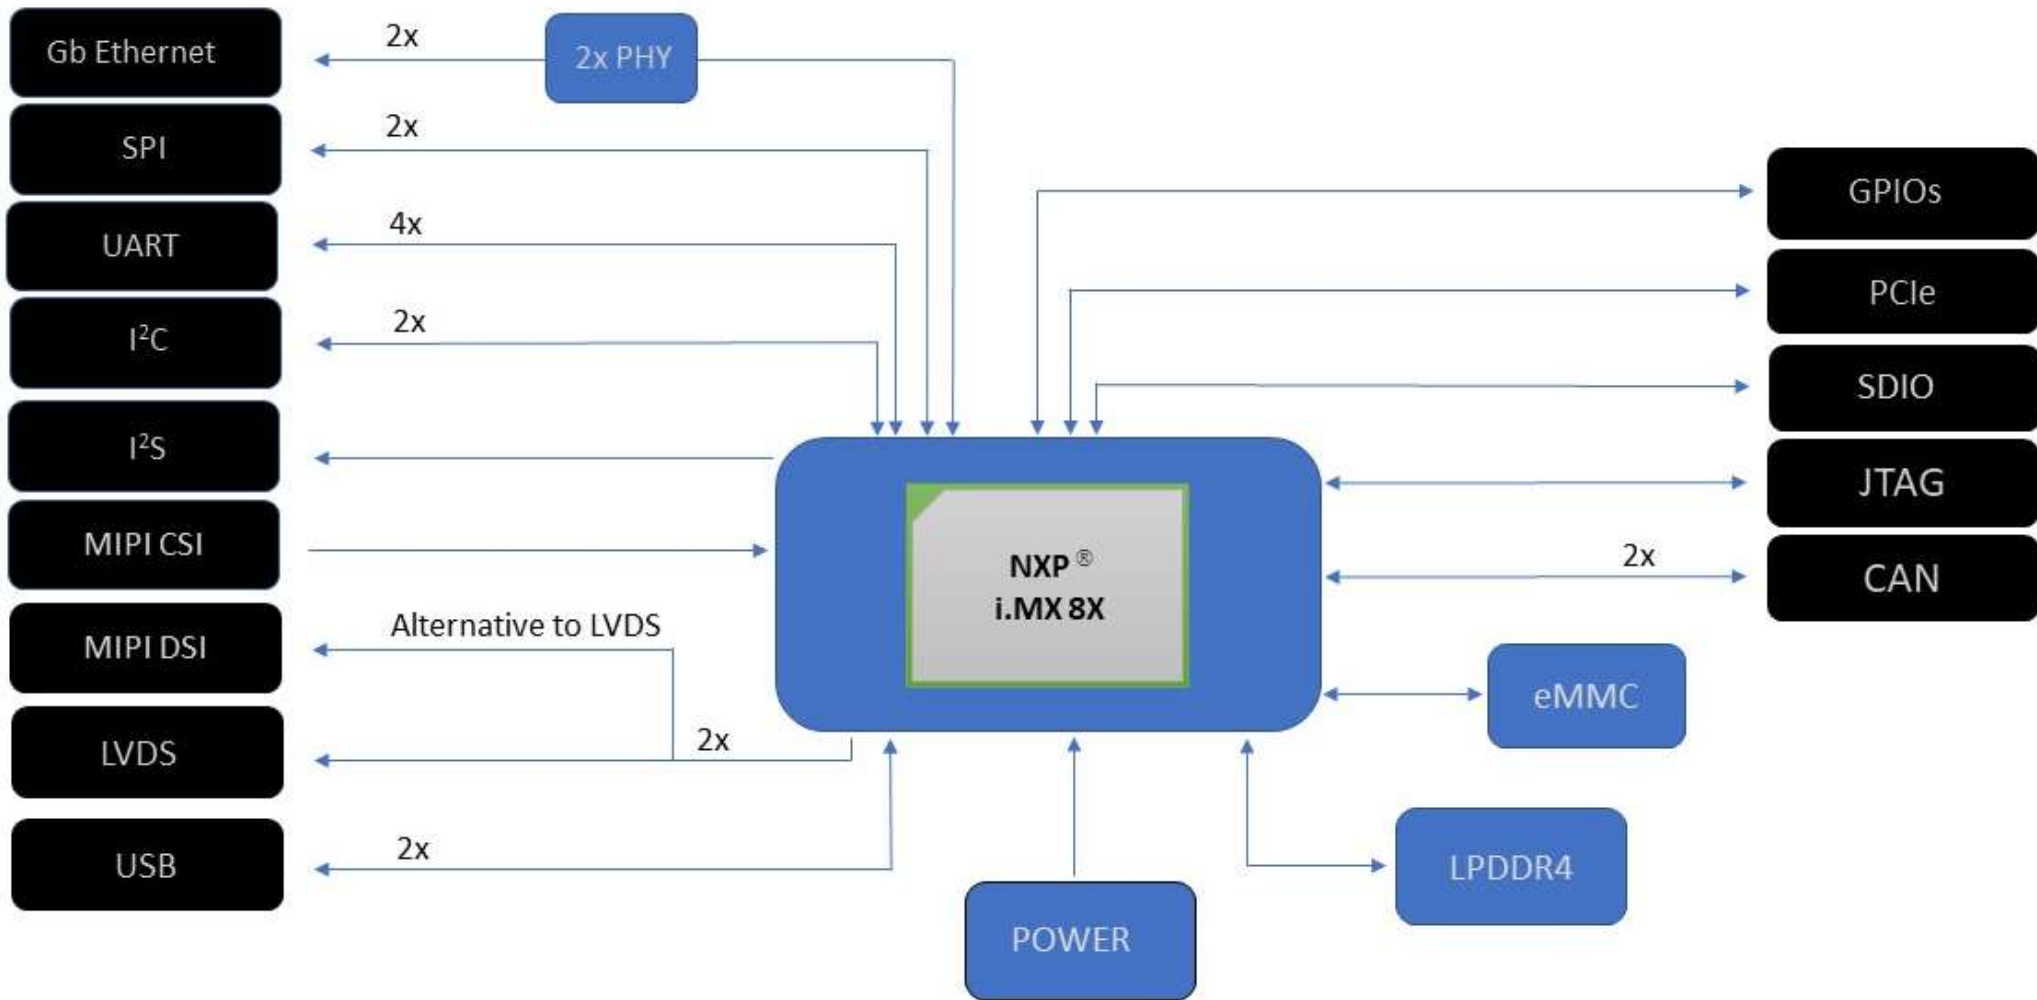 Gb Ethernet
2x
2x PHY
SPI
2x
UART
4x
I²C
2x
I²S
MIPI CSI
MIPI DSI
Alternative to LVDS
LVDS
2x
USB
2x
NXP ®
i.MX 8X
GPIOs
PCIe
SDIO
JTAG
CAN
2x
eMMC
LPDDR4
POWER